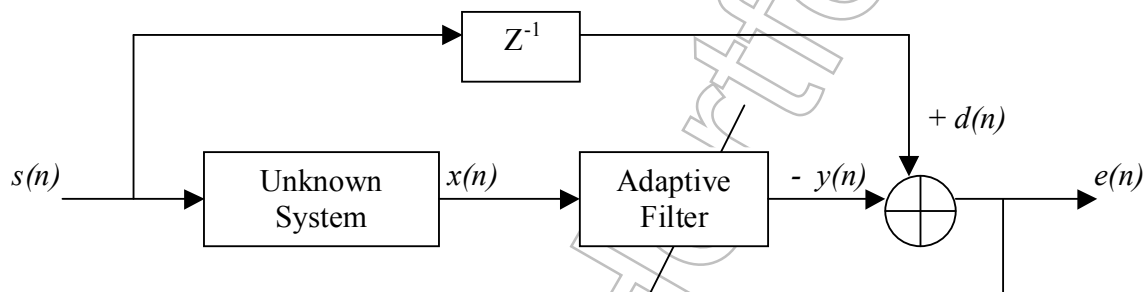 Z⁻¹
+ d(n)
s(n)
Unknown
System
x(n)
Adaptive
Filter
- y(n)
e(n)